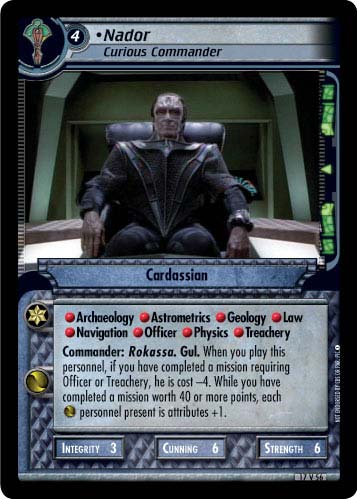 4
•Nador
Curious Commander
Cardassian
•Archaeology •Astrometrics •Geology •Law
•Navigation •Officer •Physics •Treachery
Commander: Rokassa. Gul. When you play this
personnel, if you have completed a mission requiring
Officer or Treachery, he is cost -4. While you have
completed a mission worth 40 or more points, each
personnel present is attributes +1.
INTEGRITY 3 CUNNING 6 STRENGTH 6
17 V 56